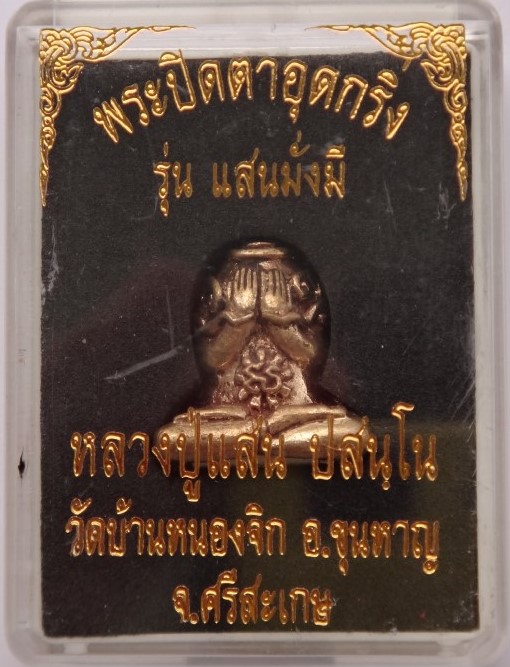 พระปิดตาอุดกริ่ง
รุ่น แสนมั่งมี
หลวงปู่แสน ปสนฺโน
วัดบ้านหนองจิก อ.ขุนหาญ
จ.ศรีสะเกษ